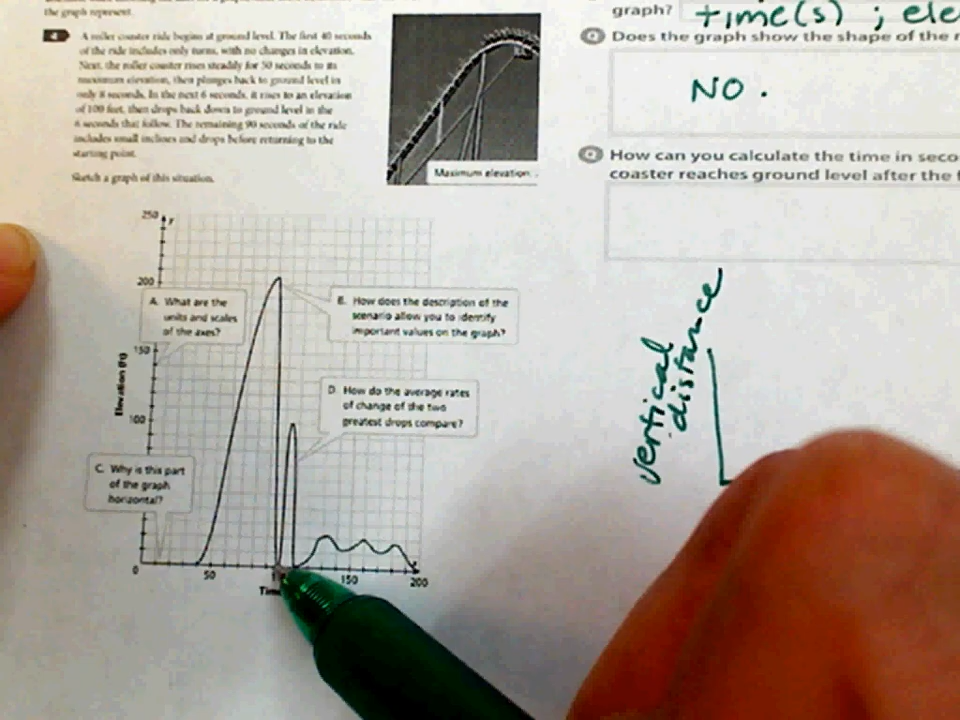 the graph represent.
4 A roller coaster ride begins at ground level. The first 40 seconds
of the ride includes only turns, with no changes in elevation.
Next, the roller coaster rises steadily for 50 seconds to its
maximum elevation, then plunges back to ground level in
only 8 seconds. In the next 6 seconds, it rises to an elevation
of 100 feet, then drops back down to ground level in the
6 seconds that follow. The remaining 90 seconds of the ride
includes small inclines and drops before returning to the
starting point.
Sketch a graph of this situation.
Maximum elevation
250
y
200
150
100
0
50
150
200
Elevation (ft)
Time
A. What are the
units and scales
of the axes?
B. How does the description of the
scenario allow you to identify
important values on the graph?
D. How do the average rates
of change of the two
greatest drops compare?
C. Why is this part
of the graph
horizontal?
graph? time(s) ; ele
Q Does the graph show the shape of the
NO.
Q How can you calculate the time in seco
coaster reaches ground level after the f
vertical
distance